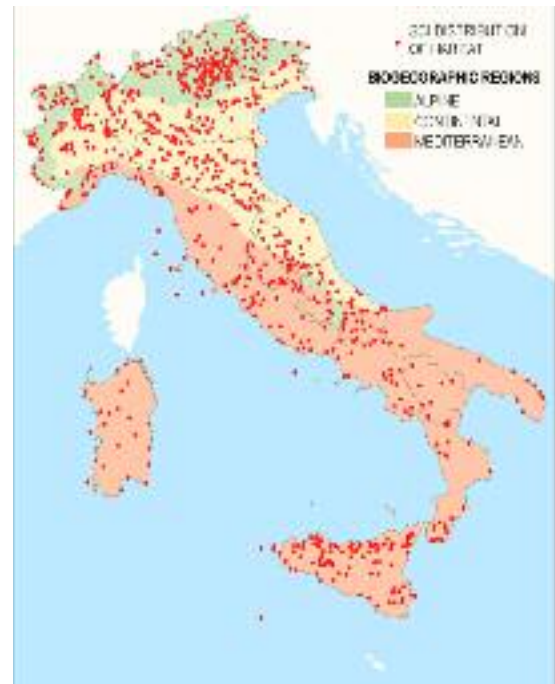 SCI DISTRIBUTION
OF HABITAT
BIOGEOGRAPHIC REGIONS
ALPINE
CONTINENTAL
MEDITERRANEAN